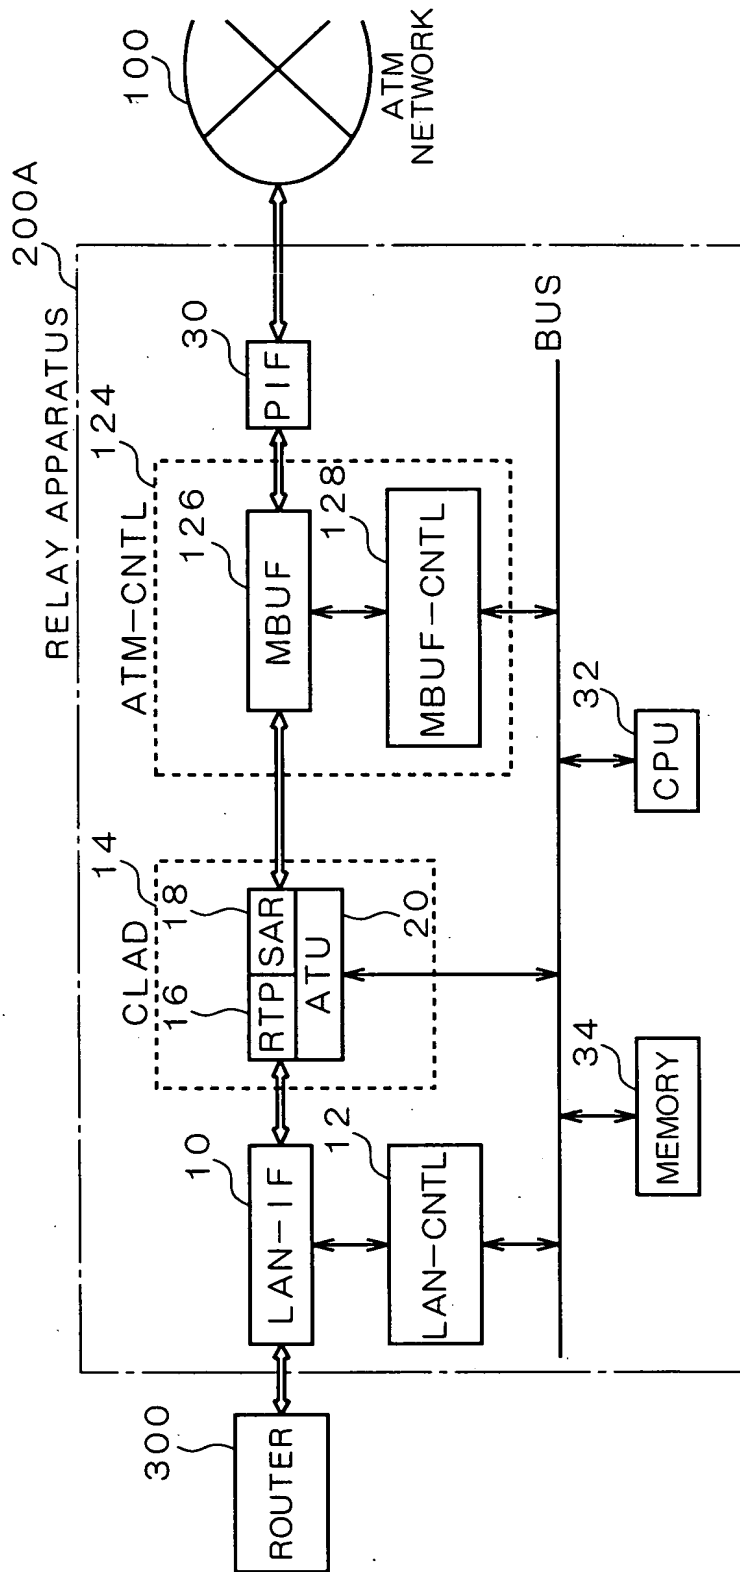 RELAY APPARATUS
200A
100
ATM
NETWORK
ATM-CNTL
124
CLAD
14
300
ROUTER
10
LAN-IF
16
RTP
18
SAR
ATU
20
126
MBUF
30
PIF
12
LAN-CNTL
128
MBUF-CNTL
BUS
34
MEMORY
32
CPU